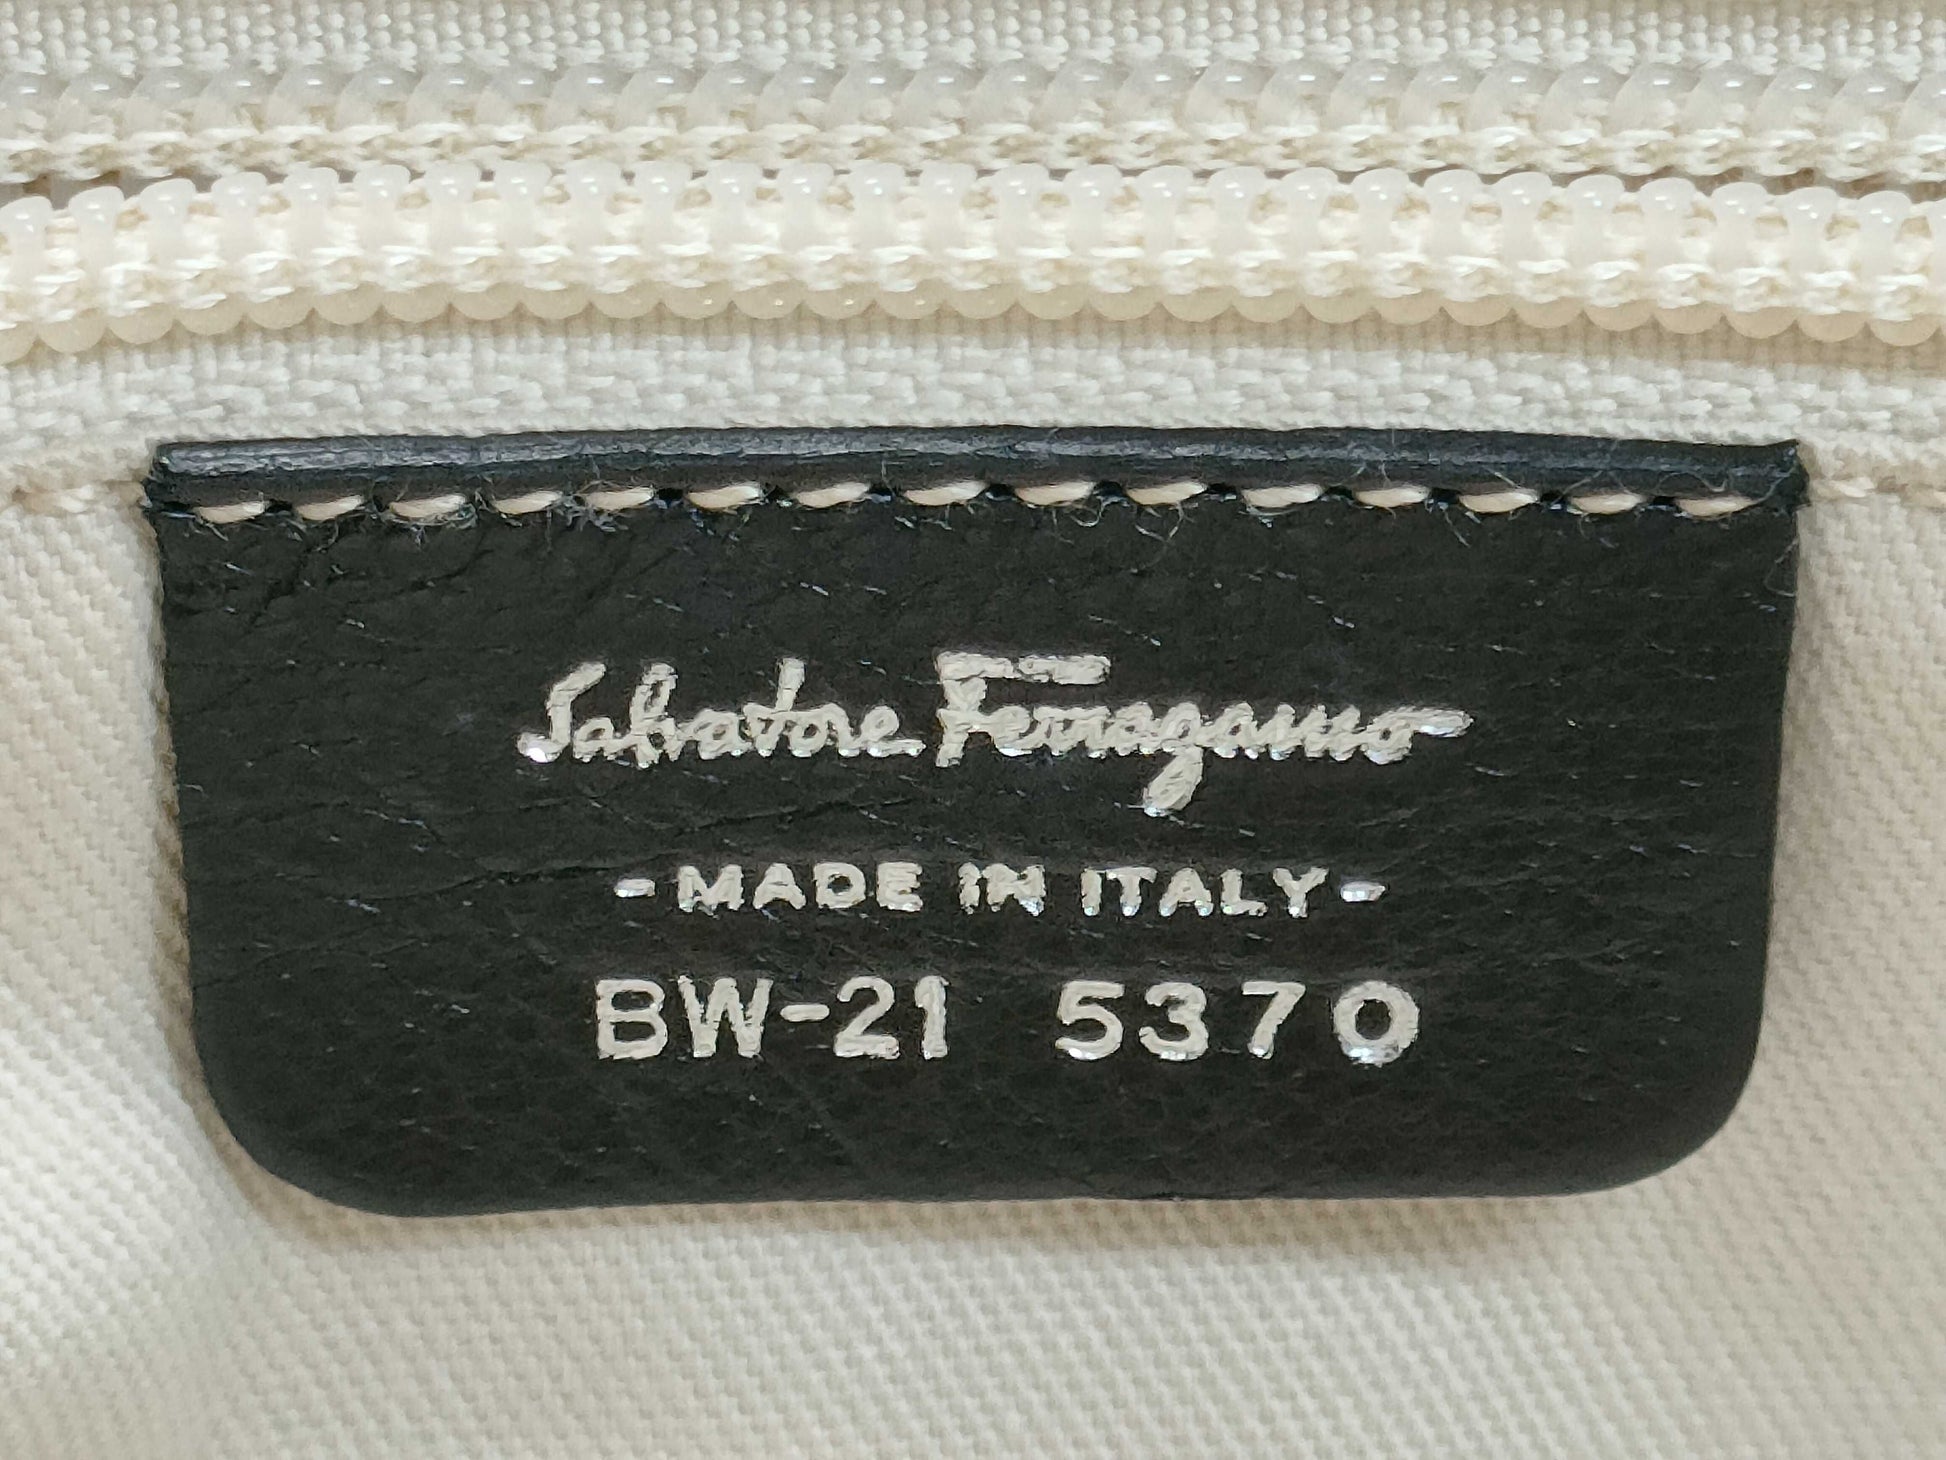 Salvatore Ferragamo
-MADE IN ITALY-
BW-21 5370